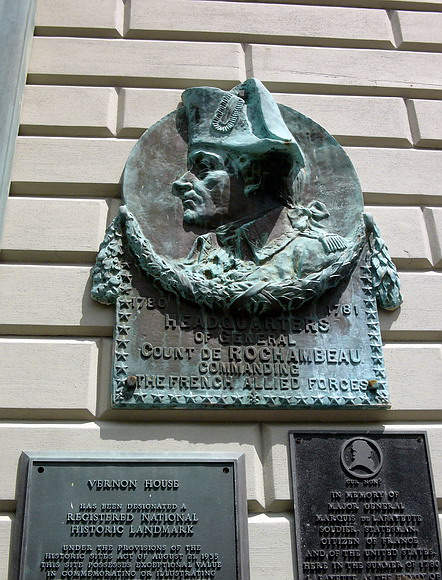 1780 1781
HEADQUARTERS
OF GENERAL
COUNT DE ROCHAMBEAU
COMMANDING
THE FRENCH ALLIED FORCES
VERNON HOUSE
HAS BEEN DESIGNATED A
REGISTERED NATIONAL
HISTORIC LANDMARK
UNDER THE PROVISIONS OF THE
HISTORIC SITES ACT OF AUGUST 21, 1935
THIS SITE POSSESSES EXCEPTIONAL VALUE
IN COMMEMORATING OR ILLUSTRATING
CUR NON?
IN MEMORY OF
MAJOR GENERAL
MARQUIS DE LAFAYETTE
SOLDIER, STATESMAN,
CITIZEN OF FRANCE
AND OF THE UNITED STATES.
HERE IN THE SUMMER OF 1780